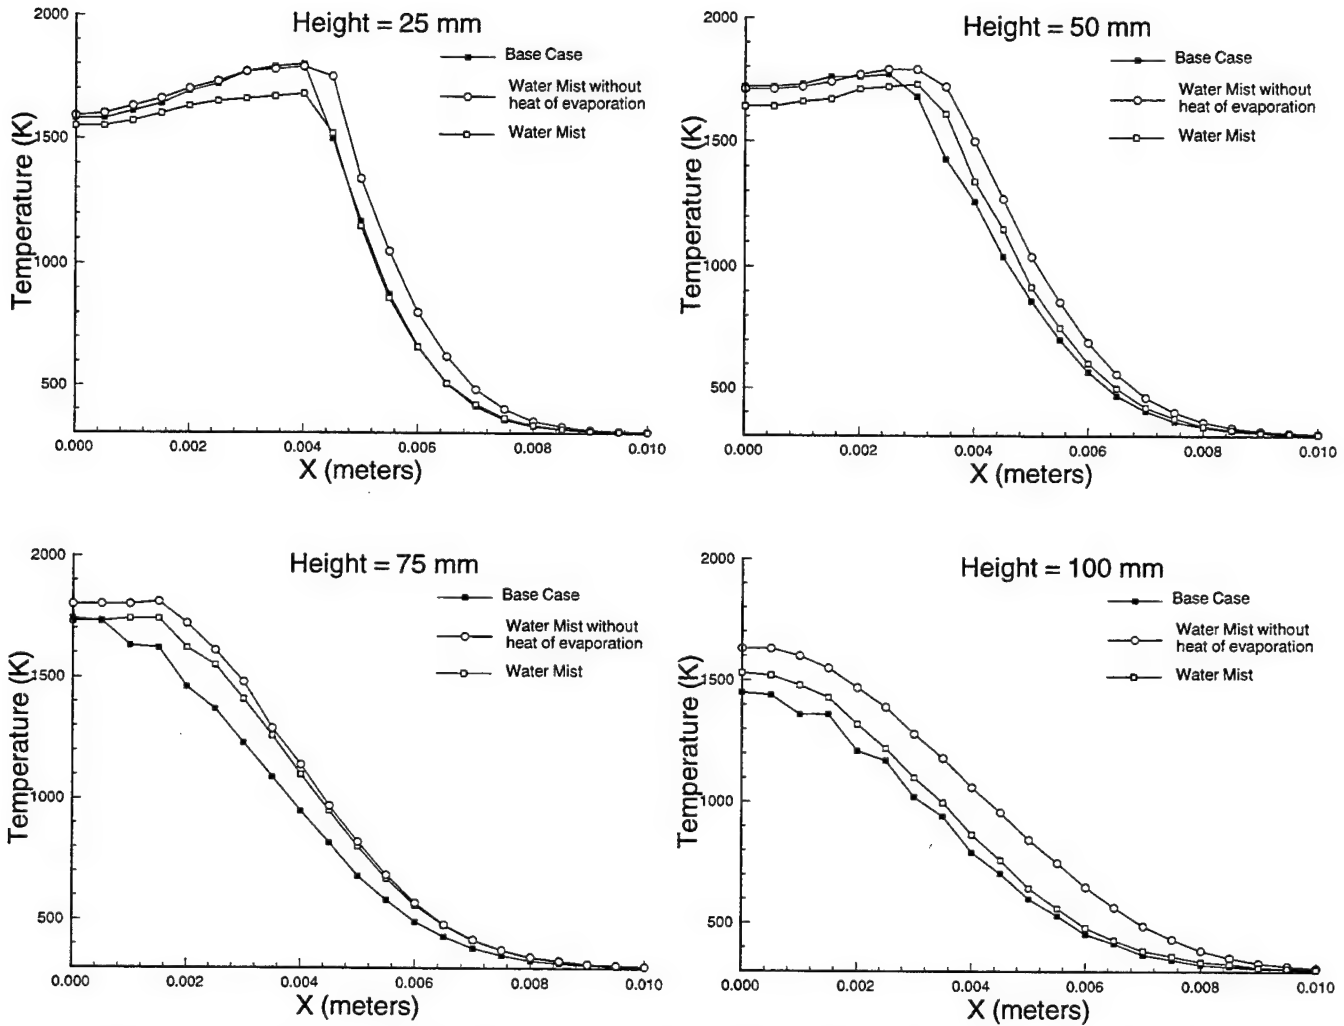 Height = 25 mm
2000
1500
1000
500
Temperature (K)
Base Case
Water Mist without
heat of evaporation
Water Mist
0.000
0.002
0.004
0.006
0.008
0.010
X (meters)
Height = 50 mm
2000
1500
1000
500
Temperature (K)
Base Case
Water Mist without
heat of evaporation
Water Mist
0.000
0.002
0.004
0.006
0.008
0.010
X (meters)
Height = 75 mm
2000
1500
1000
500
Temperature (K)
Base Case
Water Mist without
heat of evaporation
Water Mist
0.000
0.002
0.004
0.006
0.008
0.010
X (meters)
Height = 100 mm
2000
1500
1000
500
Temperature (K)
Base Case
Water Mist without
heat of evaporation
Water Mist
0.000
0.002
0.004
0.006
0.008
0.010
X (meters)